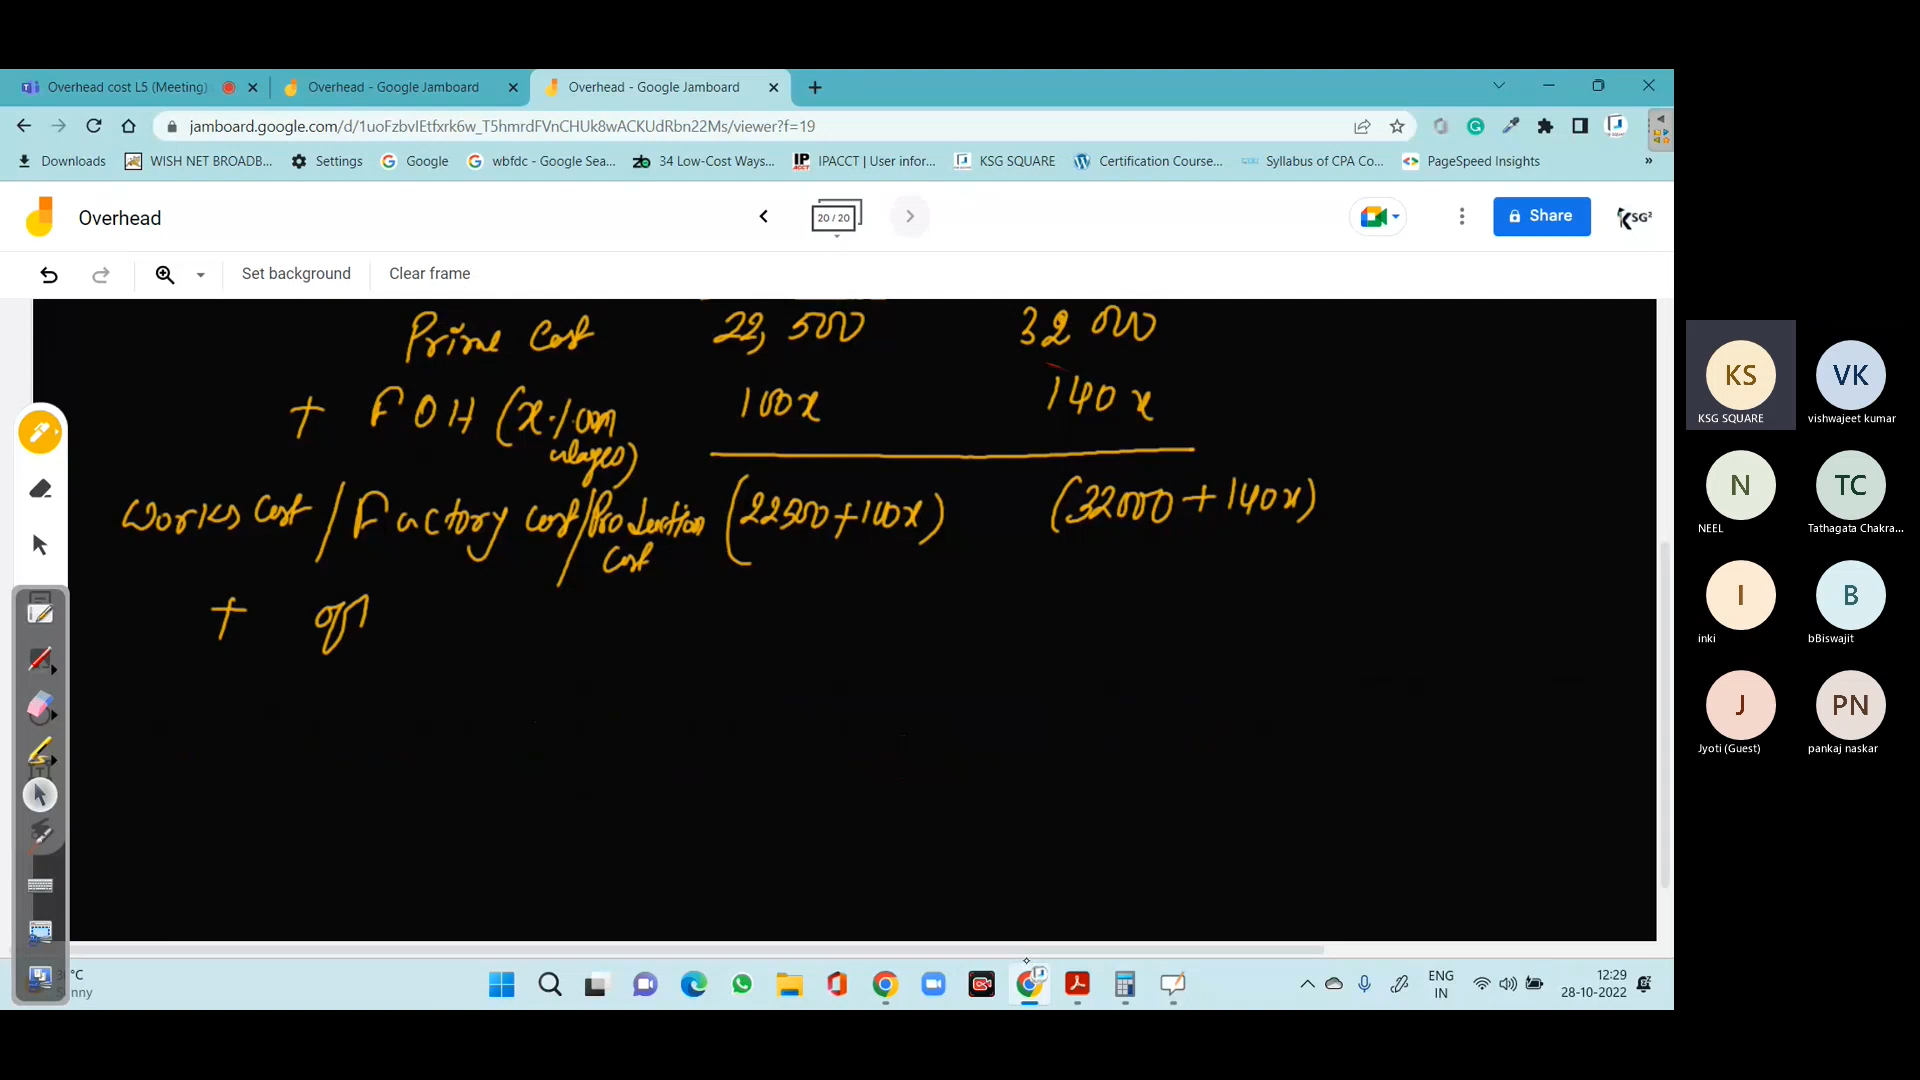 Overhead cost L5 (Meeting)
Overhead - Google Jamboard
Overhead - Google Jamboard
jamboard.google.com/d/1uoFzbvIEtfxrk6w_T5hmrdFVnCHUk8wACKUdRbn22Ms/viewer?f=19
Downloads
WISH NET BROADB...
Settings
Google
wbfdc - Google Sea...
34 Low-Cost Ways...
IPACCT | User infor...
KSG SQUARE
Certification Course...
Syllabus of CPA Co...
PageSpeed Insights
»
Overhead
20 / 20
Share
KSG²
Set background
Clear frame
Prime Cost 22,500 32000
+ FOH (x% on 100x 140x
wages)
Works Cost / Factory Cost/Production (22500+100x) (32000+140x)
Cost
+ off
KS
KSG SQUARE
VK
vishwajeet kumar
N
NEEL
TC
Tathagata Chakra...
I
inki
B
bBiswajit
J
Jyoti (Guest)
PN
pankaj naskar
ENG
IN
12:29
28-10-2022